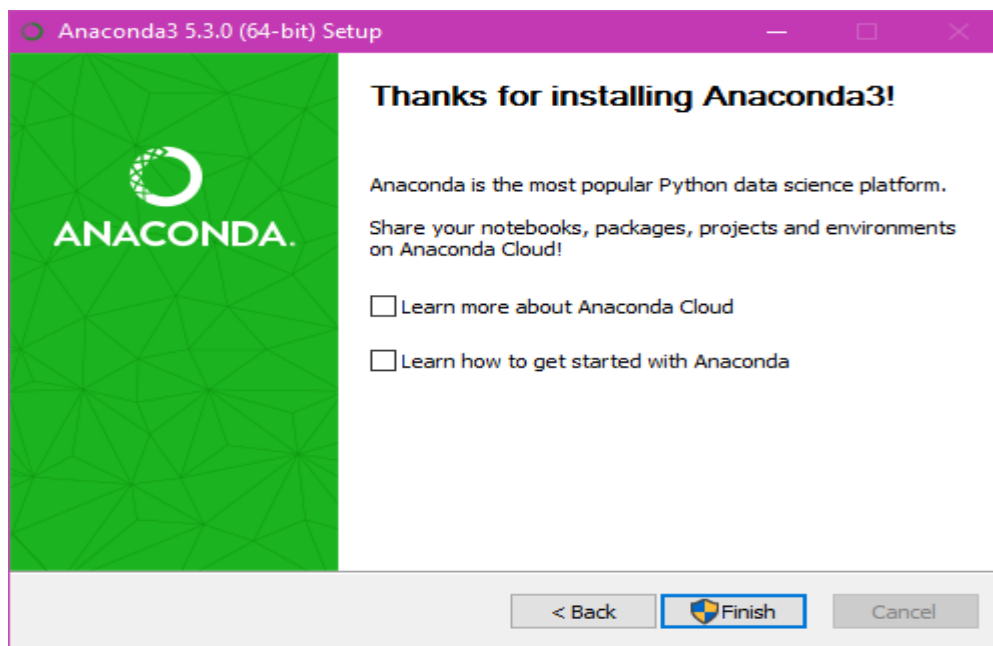 Anaconda3 5.3.0 (64-bit) Setup
ANACONDA.
Thanks for installing Anaconda3!
Anaconda is the most popular Python data science platform.
Share your notebooks, packages, projects and environments
on Anaconda Cloud!
Learn more about Anaconda Cloud
Learn how to get started with Anaconda
< Back
Finish
Cancel